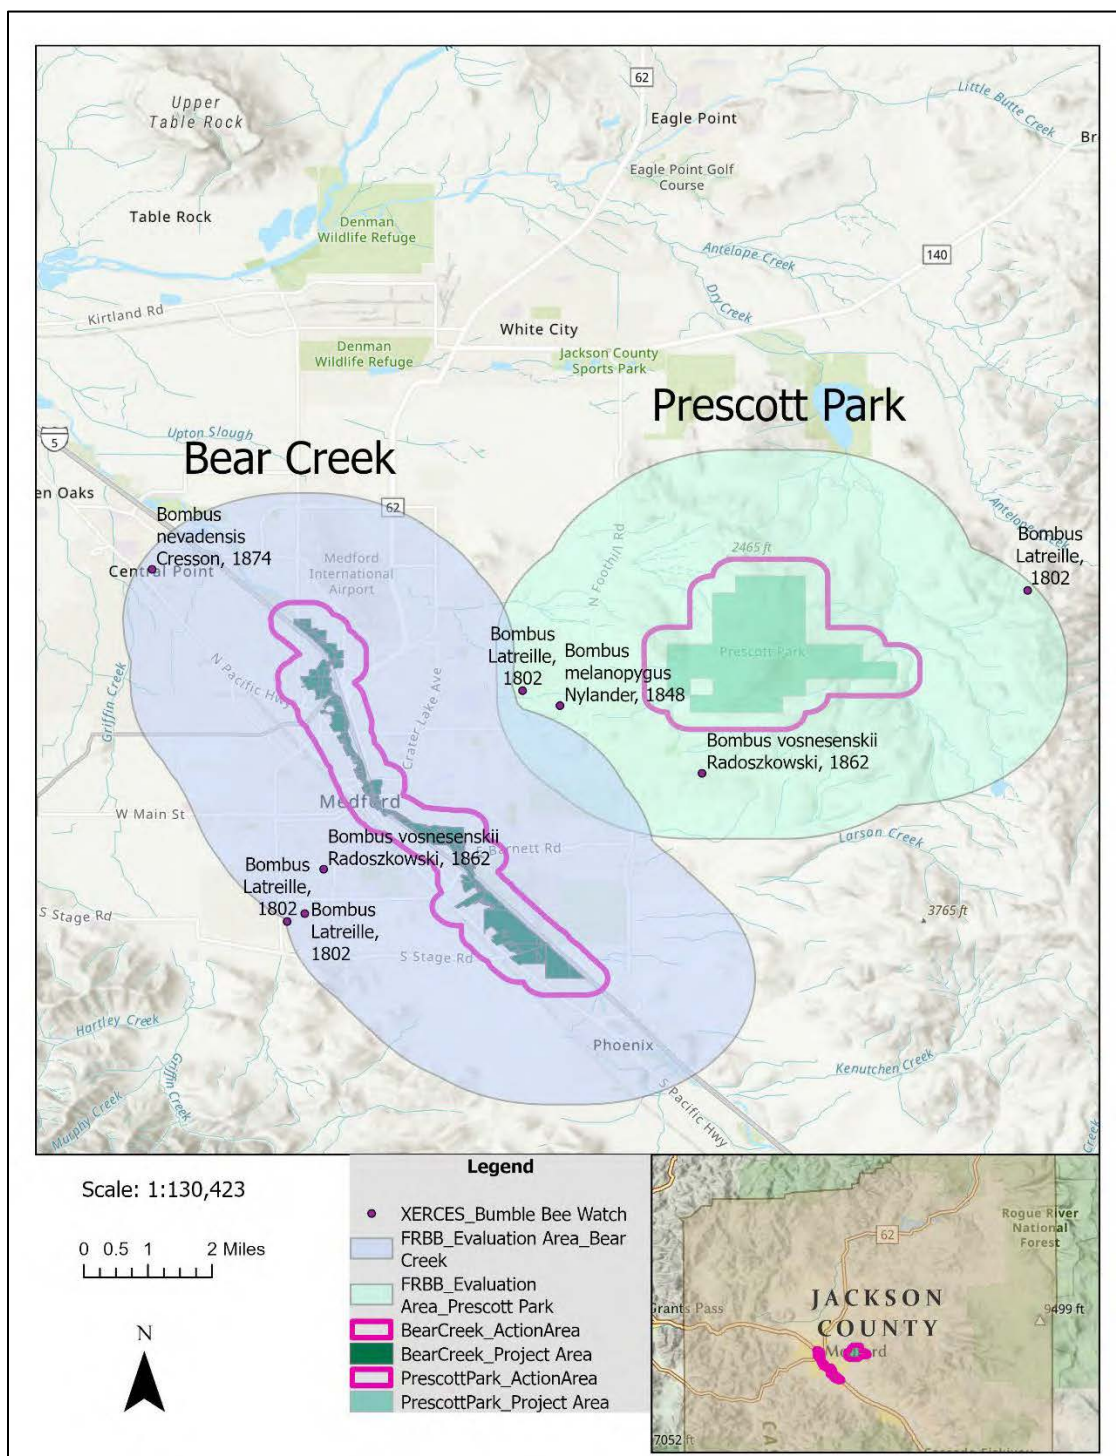 62
Upper
Table Rock
Eagle Point
Little Butte Creek
Br
Eagle Point Golf
Course
Table Rock
Denman
Wildlife Refuge
Antelope Creek
140
Dry Creek
Kirtland Rd
White City
Denman
Wildlife Refuge
Jackson County
Sports Park
Prescott Park
5
Upton Slough
Bear Creek
en Oaks
62
Bombus
nevadensis
Cresson, 1874
Central Point
Medford
International
Airport
N Foothill Rd
2465 ft
Antelope Creek
Bombus
Latreille,
1802
Bombus
Latreille,
1802
Bombus
melanopygus
Nylander, 1848
Prescott Park
Griffin Creek
N Pacific Hwy
Crater Lake Ave
Bombus vosnesenskii
Radoszkowski, 1862
W Main St
Medford
Larson Creek
Bombus vosnesenskii
Radoszkowski, 1862
E Barnett Rd
Bombus
Latreille,
1802
Bombus
Latreille,
1802
S Stage Rd
3765 ft
S Stage Rd
Hartley Creek
Griffin Creek
Phoenix
Kenutchen Creek
Murphy Creek
S Pacific Hwy
Creek
Scale: 1:130,423
0 0.5 1 2 Miles
N
Legend
XERCES_Bumble Bee Watch
FRBB_Evaluation Area_Bear
Creek
FRBB_Evaluation
Area_Prescott Park
BearCreek_ActionArea
BearCreek_Project Area
PrescottPark_ActionArea
PrescottPark_Project Area
Rogue River
National
Forest
62
JACKSON
COUNTY
Grants Pass
9499 ft
Medford
CAS
7052 ft